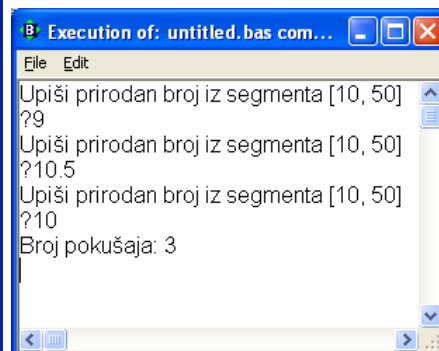 Execution of: untitled.bas com...
File Edit
Upiši prirodan broj iz segmenta [10, 50]
?9
Upiši prirodan broj iz segmenta [10, 50]
?10.5
Upiši prirodan broj iz segmenta [10, 50]
?10
Broj pokušaja: 3